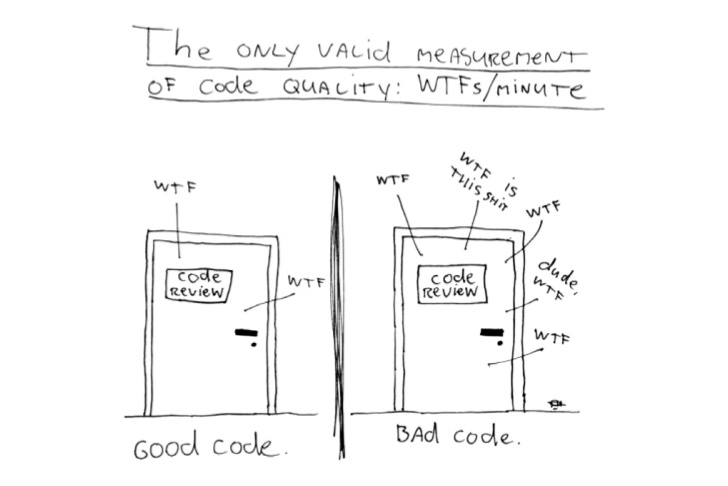 The ONLY VALid MEASUREMENT
OF Code QUALITY: WTFs/MINUTE
WTF
code
REVIEW
WTF
Good code.
WTF
WTF is
THIS SHIT
WTF
code
REVIEW
dude,
WTF
WTF
BAd code.